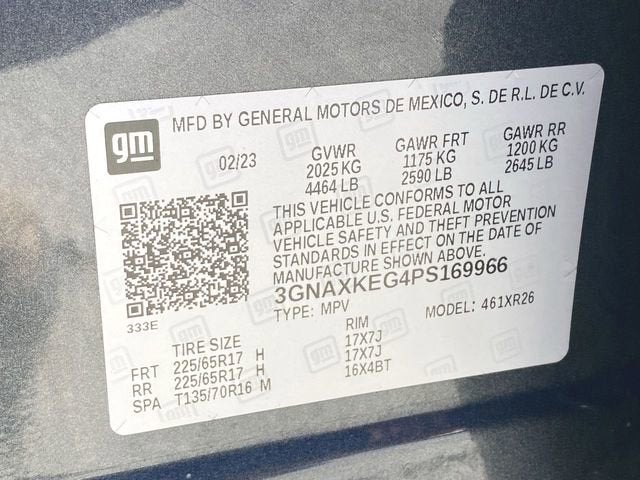 gm
MFD BY GENERAL MOTORS DE MEXICO, S. DE R.L. DE C.V.
02/23 GVWR GAWR FRT GAWR RR
2025 KG 1175 KG 1200 KG
4464 LB 2590 LB 2645 LB
THIS VEHICLE CONFORMS TO ALL
APPLICABLE U.S. FEDERAL MOTOR
VEHICLE SAFETY AND THEFT PREVENTION
STANDARDS IN EFFECT ON THE DATE OF
MANUFACTURE SHOWN ABOVE.
3GNAXKEG4PS169966
333E
TYPE: MPV MODEL: 461XR26
TIRE SIZE RIM
FRT 225/65R17 H 17X7J
RR 225/65R17 H 17X7J
SPA T135/70R16 M 16X4BT